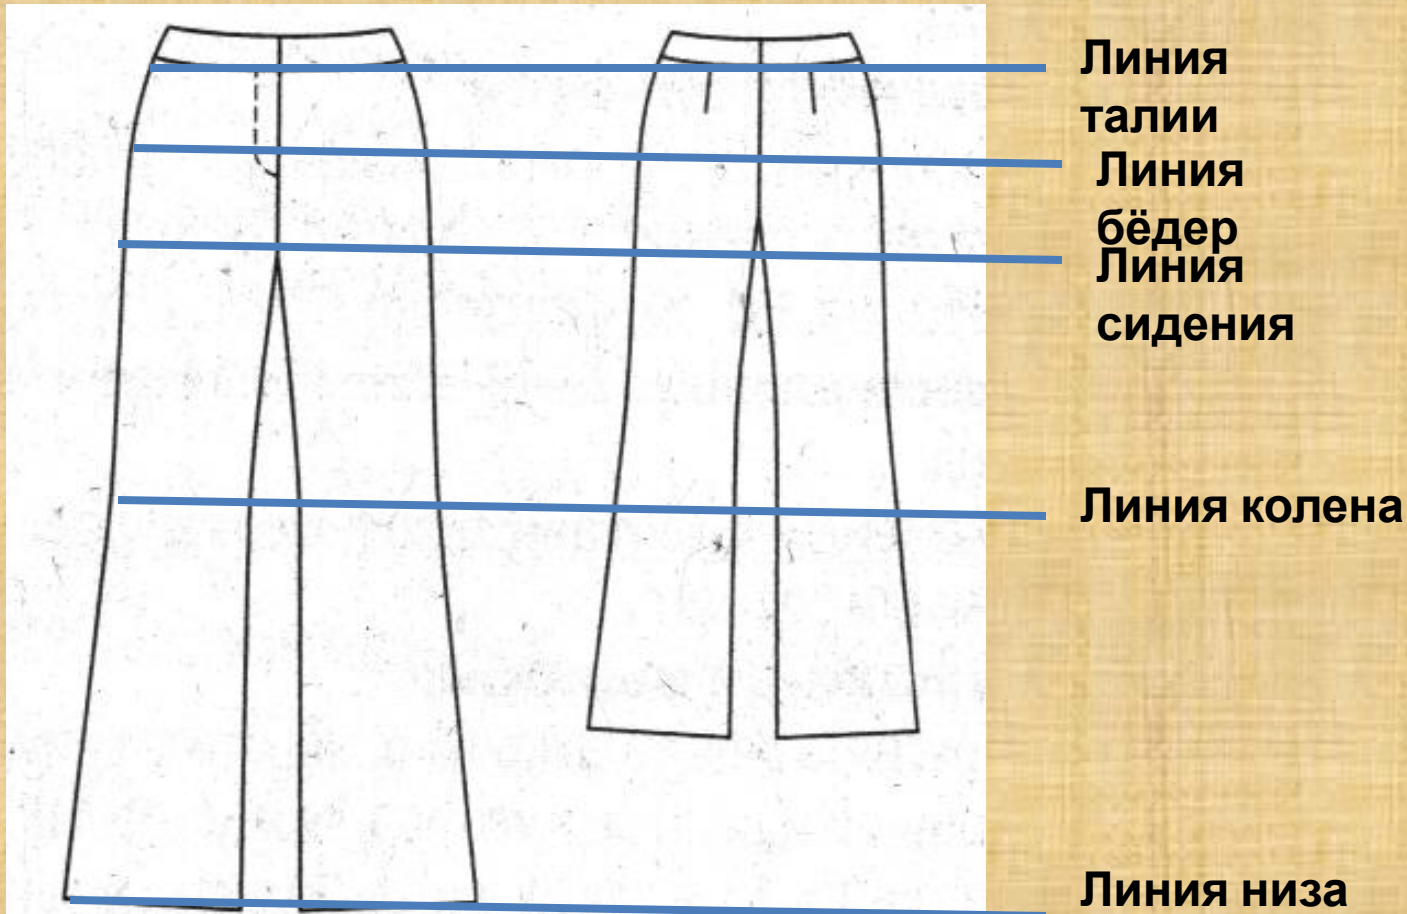 Линия
талии
Линия
бёдер
Линия
сидения
Линия колена
Линия низа